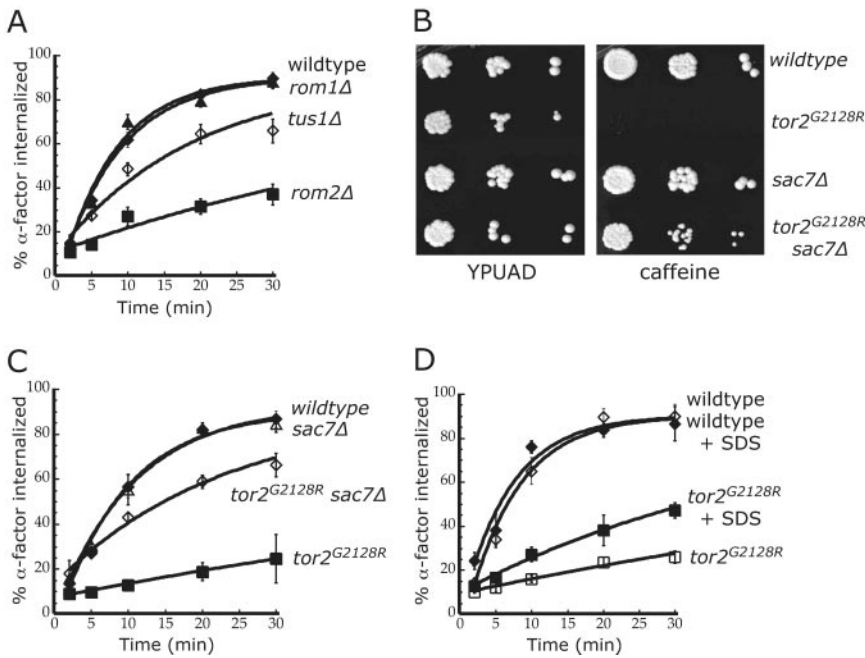 A
% α-factor internalized
100
80
60
40
20
0
0 5 10 15 20 25 30
Time (min)
wildtype
rom1Δ
tus1Δ
rom2Δ
B
wildtype
tor2G2128R
sac7Δ
tor2G2128R
sac7Δ
YPUAD
caffeine
C
% α-factor internalized
100
80
60
40
20
0
0 5 10 15 20 25 30
Time (min)
wildtype
sac7Δ
tor2G2128R sac7Δ
tor2G2128R
D
% α-factor internalized
100
80
60
40
20
0
0 5 10 15 20 25 30
Time (min)
wildtype
wildtype
+ SDS
tor2G2128R
+ SDS
tor2G2128R